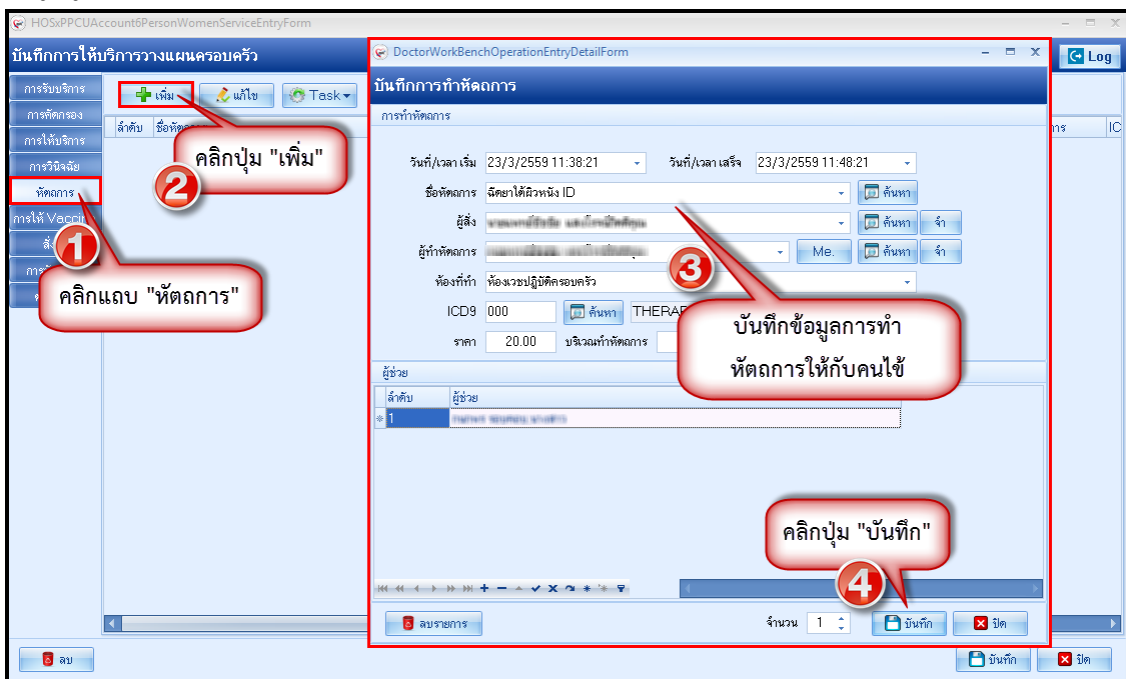 HOSxPPCUAccount6PersonWomenServiceEntryForm
บันทึกการให้บริการวางแผนครอบครัว
Log
การรับบริการ
การคัดกรอง
การให้บริการ
การวินิจฉัย
หัตถการ
การให้ Vaccin
เพิ่ม
แก้ไข
Task
ลำดับ
คลิกปุ่ม "เพิ่ม"
2
1
คลิกแถบ "หัตถการ"
DoctorWorkBenchOperationEntryDetailForm
บันทึกการทำหัตถการ
การทำหัตถการ
วันที่/เวลา เริ่ม 23/3/2559 11:38:21 วันที่/เวลา เสร็จ 23/3/2559 11:48:21
ชื่อหัตถการ ฉีดยาใต้ผิวหนัง ID ค้นหา
ผู้สั่ง ค้นหา จำ
ผู้ทำหัตถการ Me. ค้นหา จำ
ห้องที่ทำ ห้องเวชปฏิบัติครอบครัว
ICD9 000 ค้นหา
ราคา 20.00 บริเวณทำหัตถการ
3
บันทึกข้อมูลการทำ
หัตถการให้กับคนไข้
ผู้ช่วย
ลำดับ ผู้ช่วย
1
คลิกปุ่ม "บันทึก"
4
ลบรายการ จำนวน 1 บันทึก ปิด
ลบ บันทึก ปิด